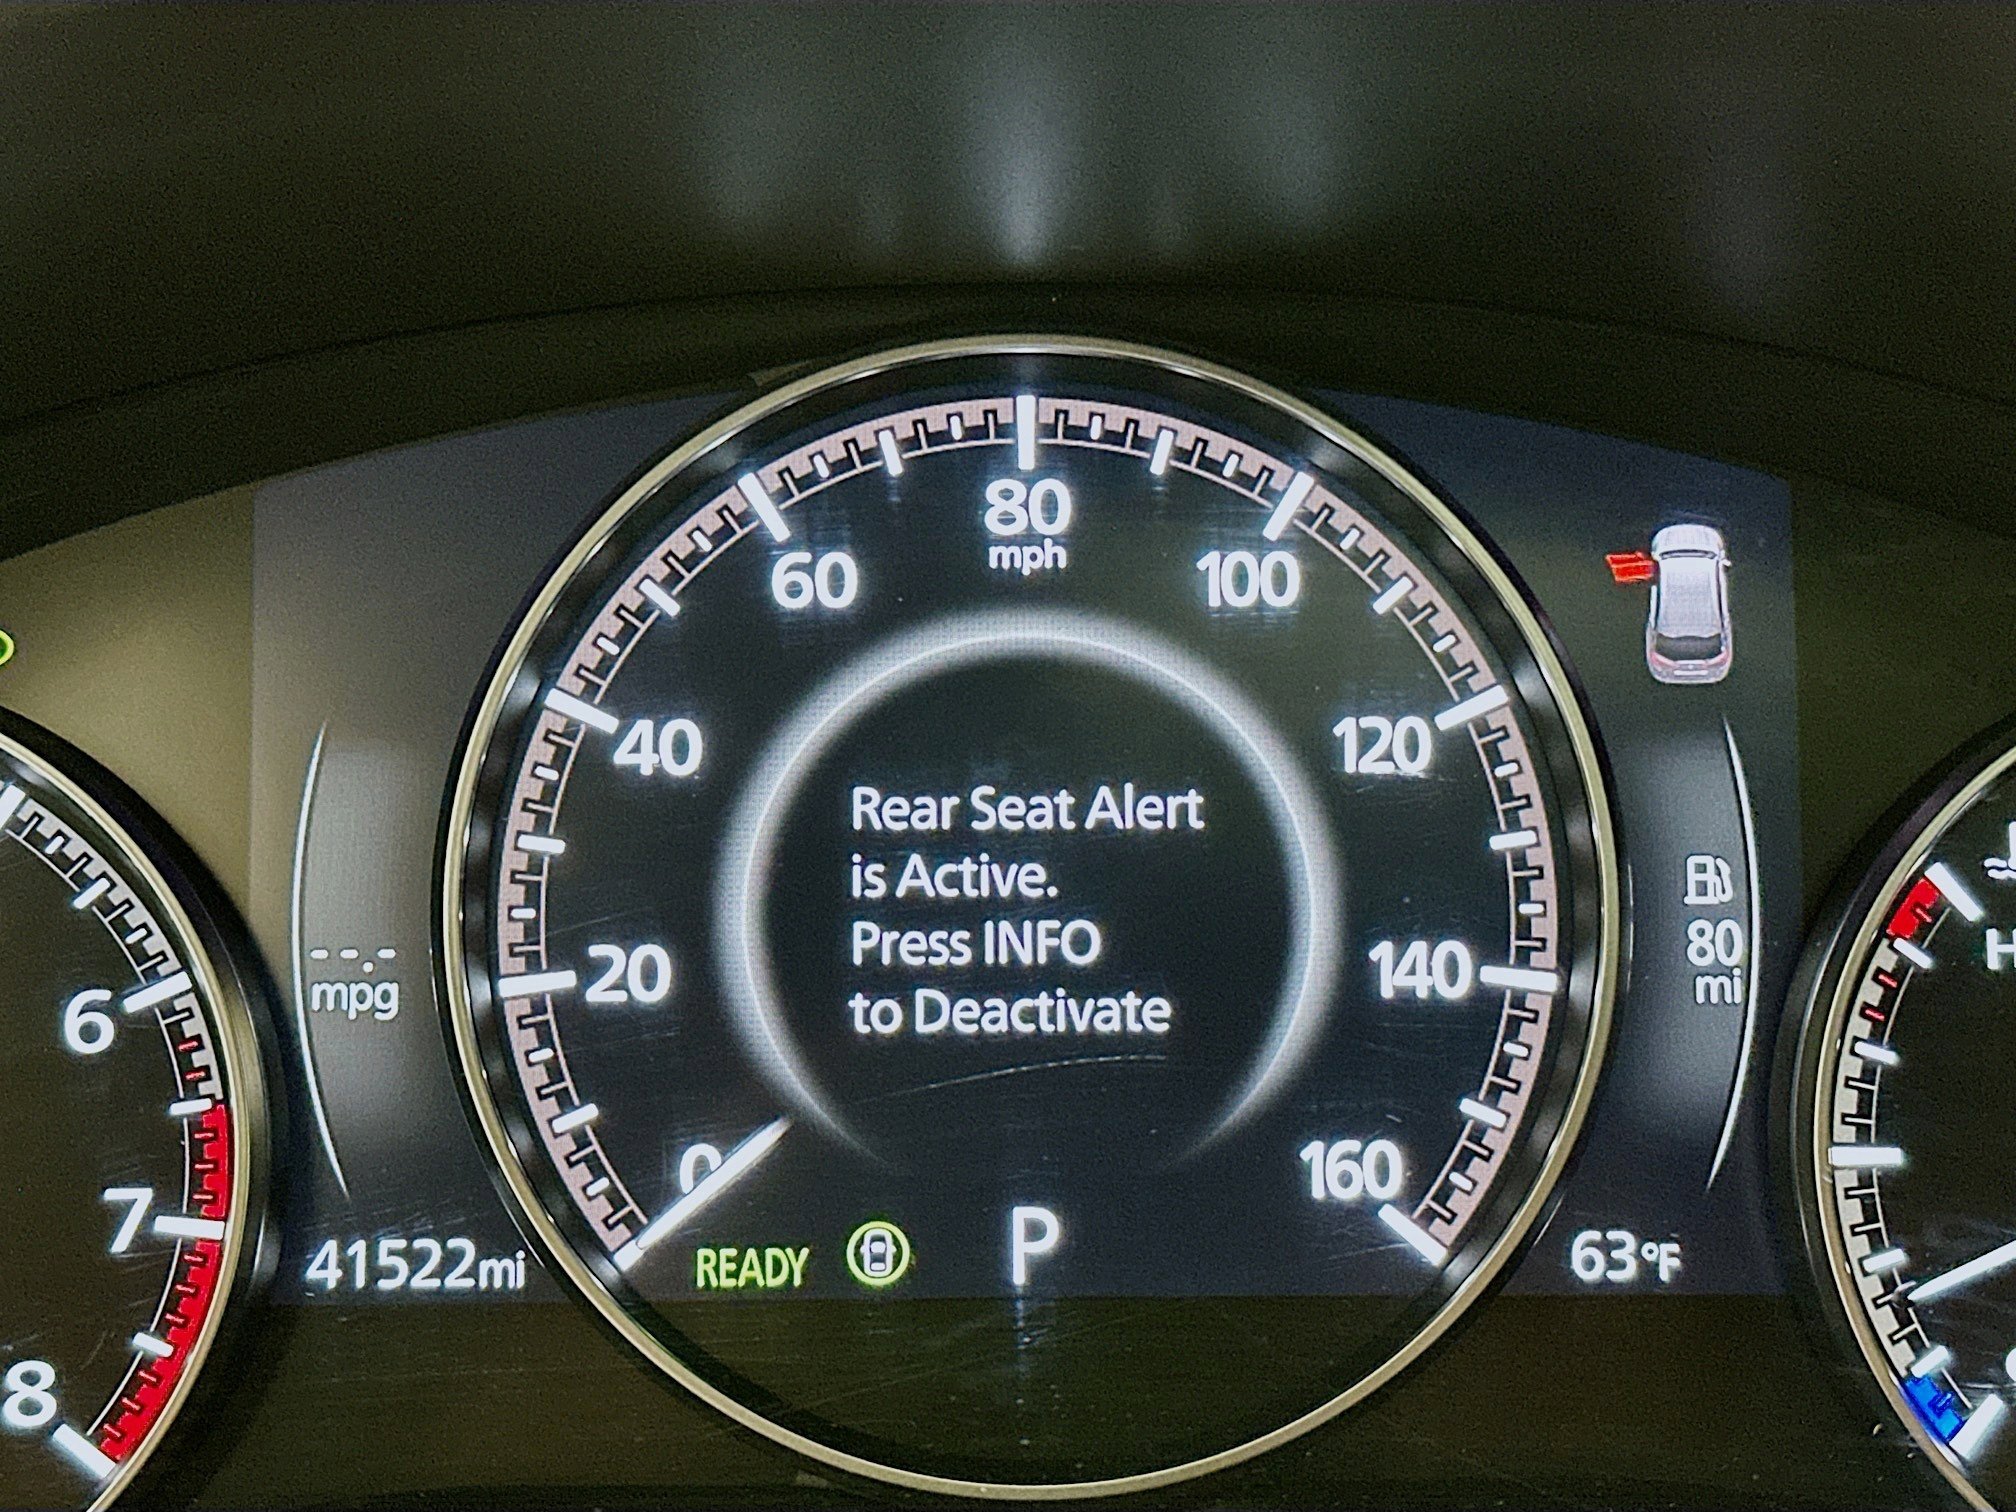 80
mph
60
100
40
120
Rear Seat Alert
is Active.
Press INFO
to Deactivate
20
140
0
160
--.-
mpg
80
mi
6
7
8
H
41522mi
READY
P
63°F